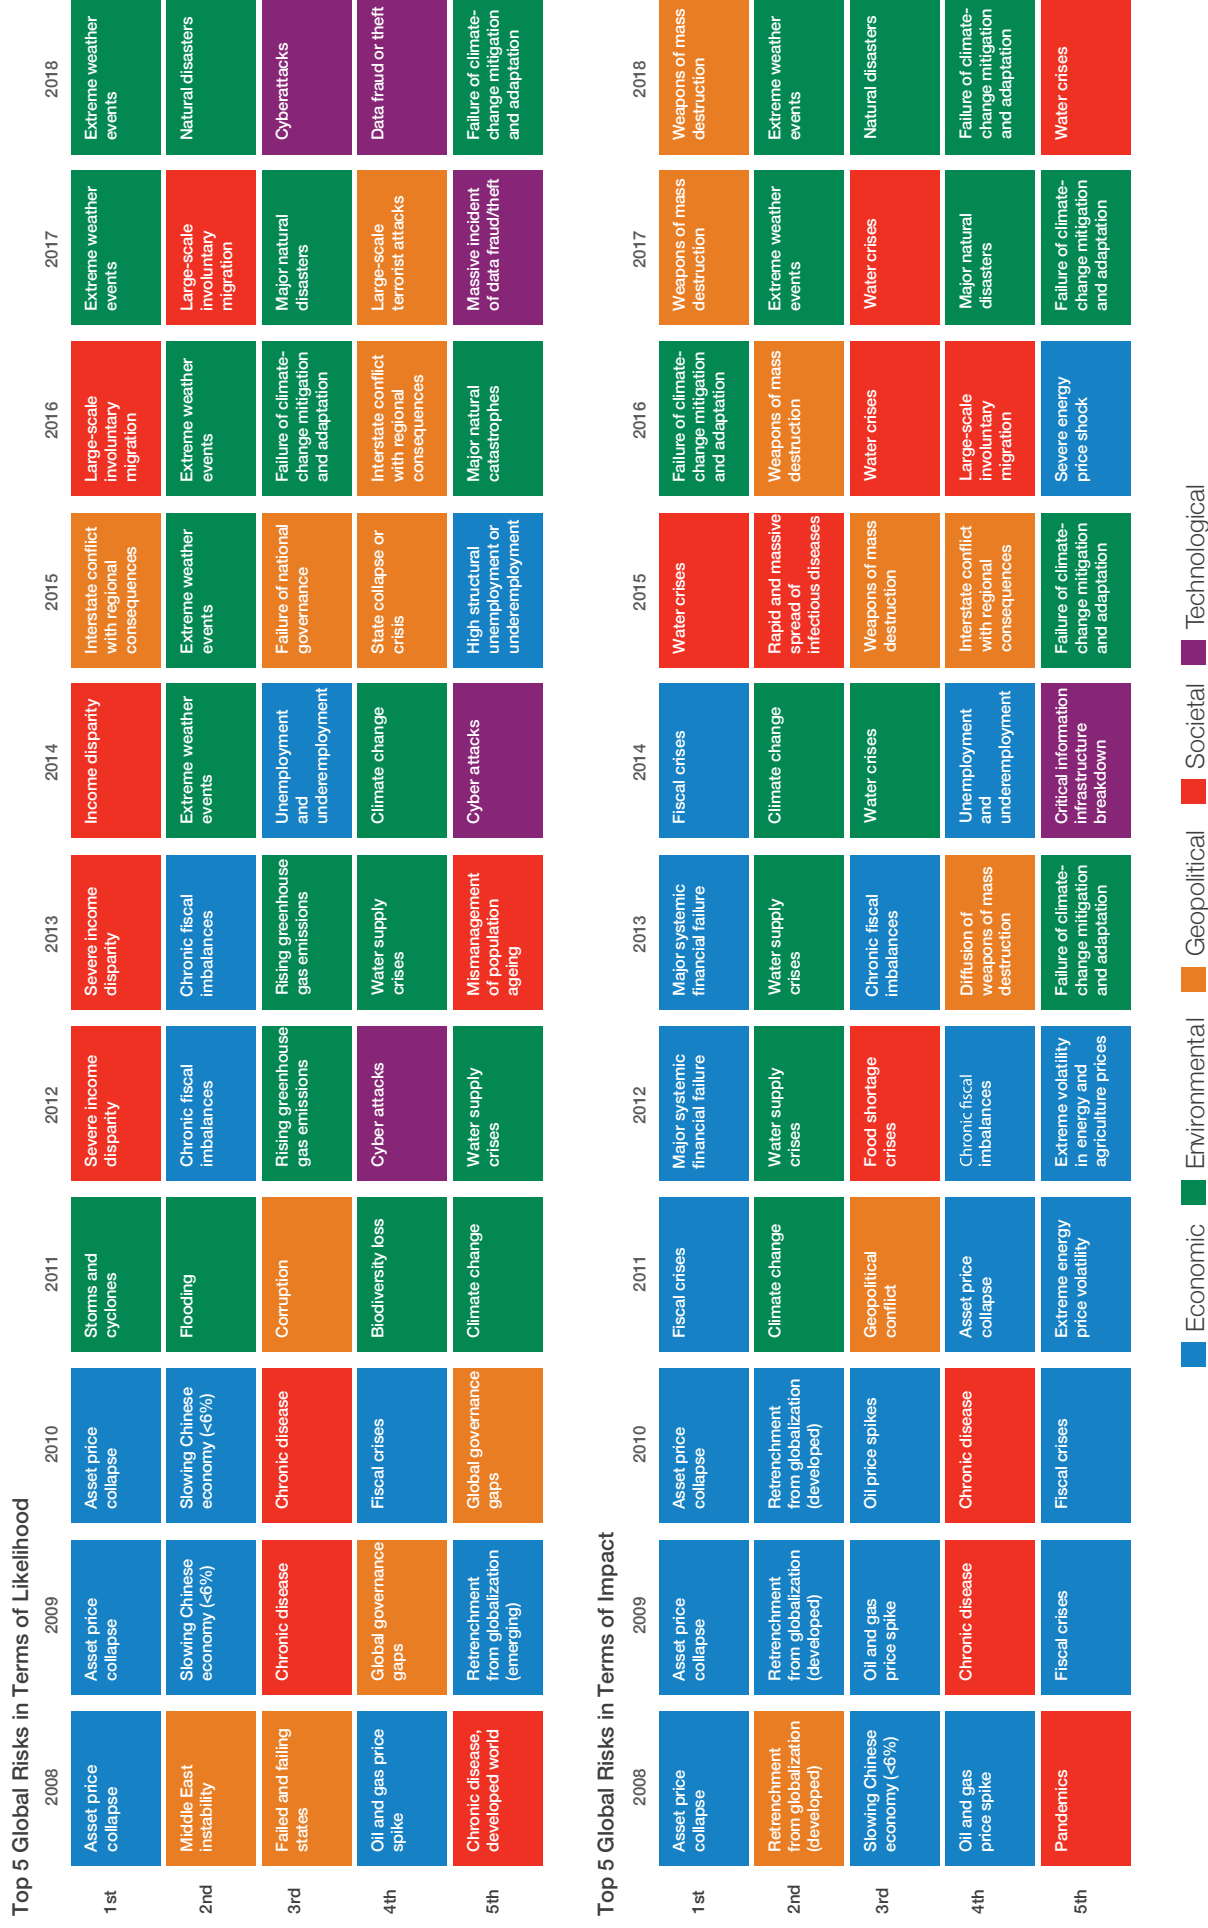 Top 5 Global Risks in Terms of Likelihood
2008
2009
2010
2011
2012
2013
2014
2015
2016
2017
2018
1st
Asset price
collapse
Asset price
collapse
Asset price
collapse
Storms and
cyclones
Severe income
disparity
Severe income
disparity
Income disparity
Interstate conflict
with regional
consequences
Large-scale
involuntary
migration
Extreme weather
events
Extreme weather
events
2nd
Middle East
instability
Slowing Chinese
economy (<6%)
Slowing Chinese
economy (<6%)
Flooding
Chronic fiscal
imbalances
Chronic fiscal
imbalances
Extreme weather
events
Extreme weather
events
Extreme weather
events
Large-scale
involuntary
migration
Natural disasters
3rd
Failed and failing
states
Chronic disease
Chronic disease
Corruption
Rising greenhouse
gas emissions
Rising greenhouse
gas emissions
Unemployment
and
underemployment
Failure of national
governance
Failure of climate-
change mitigation
and adaptation
Major natural
disasters
Cyberattacks
4th
Oil and gas price
spike
Global governance
gaps
Fiscal crises
Biodiversity loss
Cyber attacks
Water supply
crises
Climate change
State collapse or
crisis
Interstate conflict
with regional
consequences
Large-scale
terrorist attacks
Data fraud or theft
5th
Chronic disease,
developed world
Retrenchment
from globalization
(emerging)
Global governance
gaps
Climate change
Water supply
crises
Mismanagement
of population
ageing
Cyber attacks
High structural
unemployment or
underemployment
Major natural
catastrophes
Massive incident
of data fraud/theft
Failure of climate-
change mitigation
and adaptation
Top 5 Global Risks in Terms of Impact
2008
2009
2010
2011
2012
2013
2014
2015
2016
2017
2018
1st
Asset price
collapse
Asset price
collapse
Asset price
collapse
Fiscal crises
Major systemic
financial failure
Major systemic
financial failure
Fiscal crises
Water crises
Failure of climate-
change mitigation
and adaptation
Weapons of mass
destruction
Weapons of mass
destruction
2nd
Retrenchment
from globalization
(developed)
Retrenchment
from globalization
(developed)
Retrenchment
from globalization
(developed)
Climate change
Water supply
crises
Water supply
crises
Climate change
Rapid and massive
spread of
infectious diseases
Weapons of mass
destruction
Extreme weather
events
Extreme weather
events
3rd
Slowing Chinese
economy (<6%)
Oil and gas
price spike
Oil price spikes
Geopolitical
conflict
Food shortage
crises
Chronic fiscal
imbalances
Water crises
Weapons of mass
destruction
Water crises
Water crises
Natural disasters
4th
Oil and gas
price spike
Chronic disease
Chronic disease
Asset price
collapse
Chronic fiscal
imbalances
Diffusion of
weapons of mass
destruction
Unemployment
and
underemployment
Interstate conflict
with regional
consequences
Large-scale
involuntary
migration
Major natural
disasters
Failure of climate-
change mitigation
and adaptation
5th
Pandemics
Fiscal crises
Fiscal crises
Extreme energy
price volatility
Extreme volatility
in energy and
agriculture prices
Failure of climate-
change mitigation
and adaptation
Critical information
infrastructure
breakdown
Failure of climate-
change mitigation
and adaptation
Severe energy
price shock
Failure of climate-
change mitigation
and adaptation
Water crises
Economic
Environmental
Geopolitical
Societal
Technological